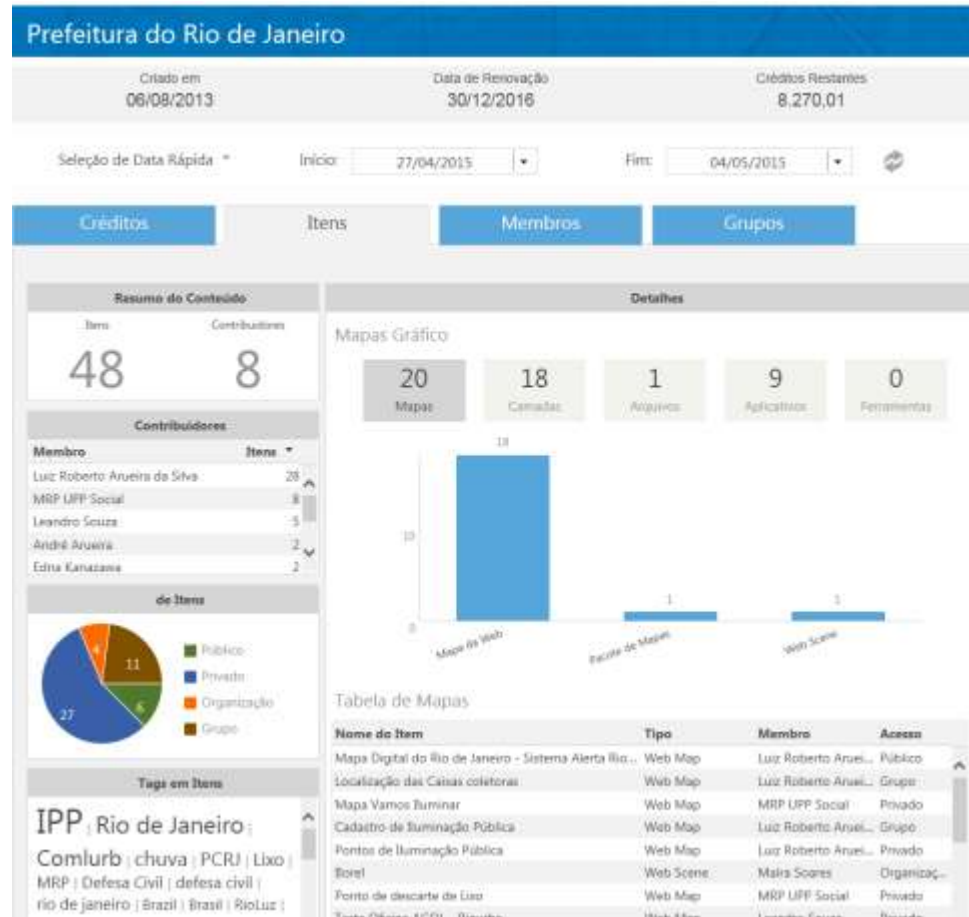 Prefeitura do Rio de Janeiro
Criado em
06/08/2013
Data de Renovação
30/12/2016
Créditos Restantes
8.270,01
Seleção de Data Rápida
Início:
27/04/2015
Fim:
04/05/2015
Créditos
Itens
Membros
Grupos
Resumo do Conteúdo
Itens
Contribuidores
48
8
Contribuidores
Membro Itens
Luiz Roberto Arueira da Silva 28
MRP UPP Social 8
Leandro Souza 5
André Arueira 2
Edna Kanazawa 2
de Itens
4
11
27
6
Público
Privado
Organização
Grupo
Tags em Itens
IPP | Rio de Janeiro |
Comlurb | chuva | PCRJ | Lixo |
MRP | Defesa Civil | defesa civil |
rio de janeiro | Brazil | Brasil | RioLuz |
Detalhes
Mapas Gráfico
20
Mapas
18
Camadas
1
Arquivos
9
Aplicativos
0
Ferramentas
18
10
1
1
0
Mapa da Web
Pacote de Mapas
Web Scene
Tabela de Mapas
Nome do Item Tipo Membro Acesso
Mapa Digital do Rio de Janeiro - Sistema Alerta Rio... Web Map Luiz Roberto Aruei... Público
Localização das Caixas coletoras Web Map Luiz Roberto Aruei... Grupo
Mapa Vamos Iluminar Web Map MRP UPP Social Privado
Cadastro de Iluminação Pública Web Map Luiz Roberto Aruei... Grupo
Pontos de Iluminação Pública Web Map Luiz Roberto Aruei... Privado
Borel Web Scene Maíra Soares Organizaç...
Ponto de descarte de Lixo Web Map MRP UPP Social Privado
Web Map Leandro Souza Privado